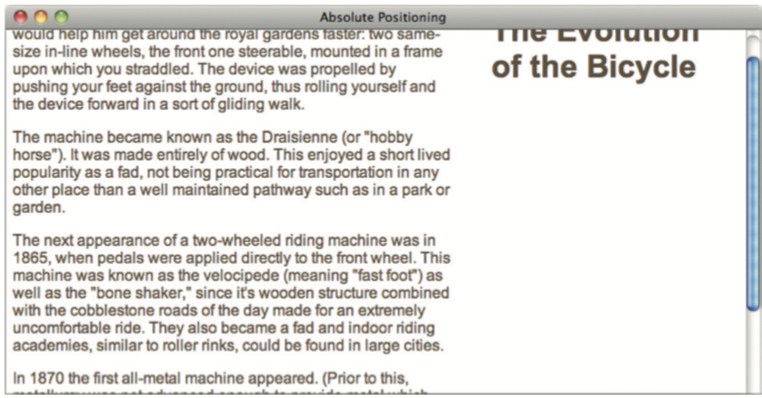 Absolute Positioning
would help him get around the royal gardens faster: two same-
size in-line wheels, the front one steerable, mounted in a frame
upon which you straddled. The device was propelled by
pushing your feet against the ground, thus rolling yourself and
the device forward in a sort of gliding walk.
The machine became known as the Draisienne (or "hobby
horse"). It was made entirely of wood. This enjoyed a short lived
popularity as a fad, not being practical for transportation in any
other place than a well maintained pathway such as in a park or
garden.
The next appearance of a two-wheeled riding machine was in
1865, when pedals were applied directly to the front wheel. This
machine was known as the velocipede (meaning "fast foot") as
well as the "bone shaker," since it's wooden structure combined
with the cobblestone roads of the day made for an extremely
uncomfortable ride. They also became a fad and indoor riding
academies, similar to roller rinks, could be found in large cities.
In 1870 the first all-metal machine appeared. (Prior to this,
metallurgy was not advanced enough to provide metal which
The Evolution
of the Bicycle